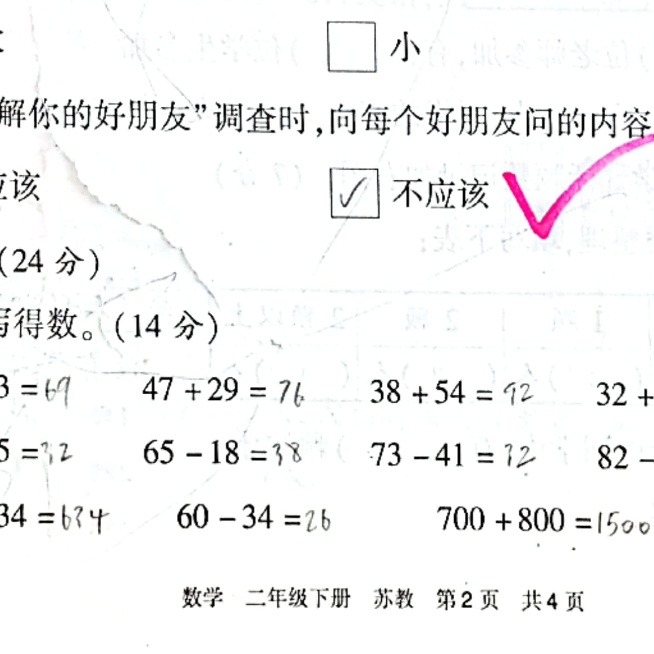 小
解你的好朋友”调查时,向每个好朋友问的内容
应该 ✓ 不应该
(24 分)
写得数。(14 分)
3 = 69 47 + 29 = 76 38 + 54 = 92 32 +
5 = 32 65 - 18 = 38 73 - 41 = 32 82 -
34 = 634 60 - 34 = 26 700 + 800 = 1500
数学 二年级下册 苏教 第2页 共4页